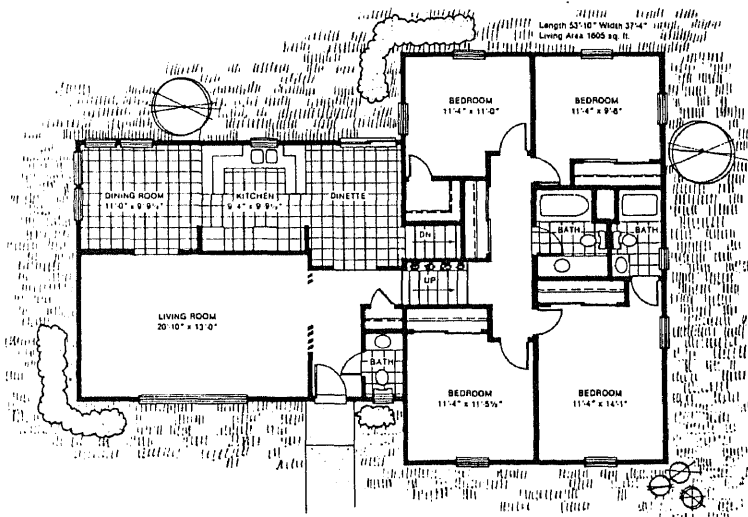 Length 53'-10" Width 37'-4"
Living Area 1605 sq. ft.
BEDROOM
11'-4" x 11'-0"
BEDROOM
11'-4" x 9'-8"
DINING ROOM
11'-0" x 9'-9½"
KITCHEN
9'-4" x 9'-9½"
DINETTE
DN
BATH
BATH
UP
LIVING ROOM
20'-10" x 13'-0"
BATH
BEDROOM
11'-4" x 11'-5½"
BEDROOM
11'-4" x 14'-1"